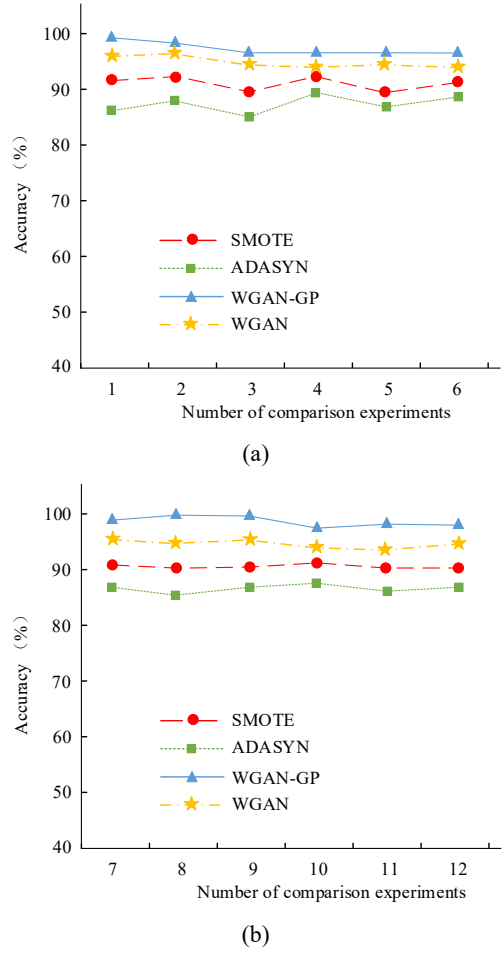 100
90
80
70
60
50
40
Accuracy（%）
SMOTE
ADASYN
WGAN-GP
WGAN
1 2 3 4 5 6
Number of comparison experiments
(a)
100
90
80
70
60
50
40
Accuracy（%）
SMOTE
ADASYN
WGAN-GP
WGAN
7 8 9 10 11 12
Number of comparison experiments
(b)